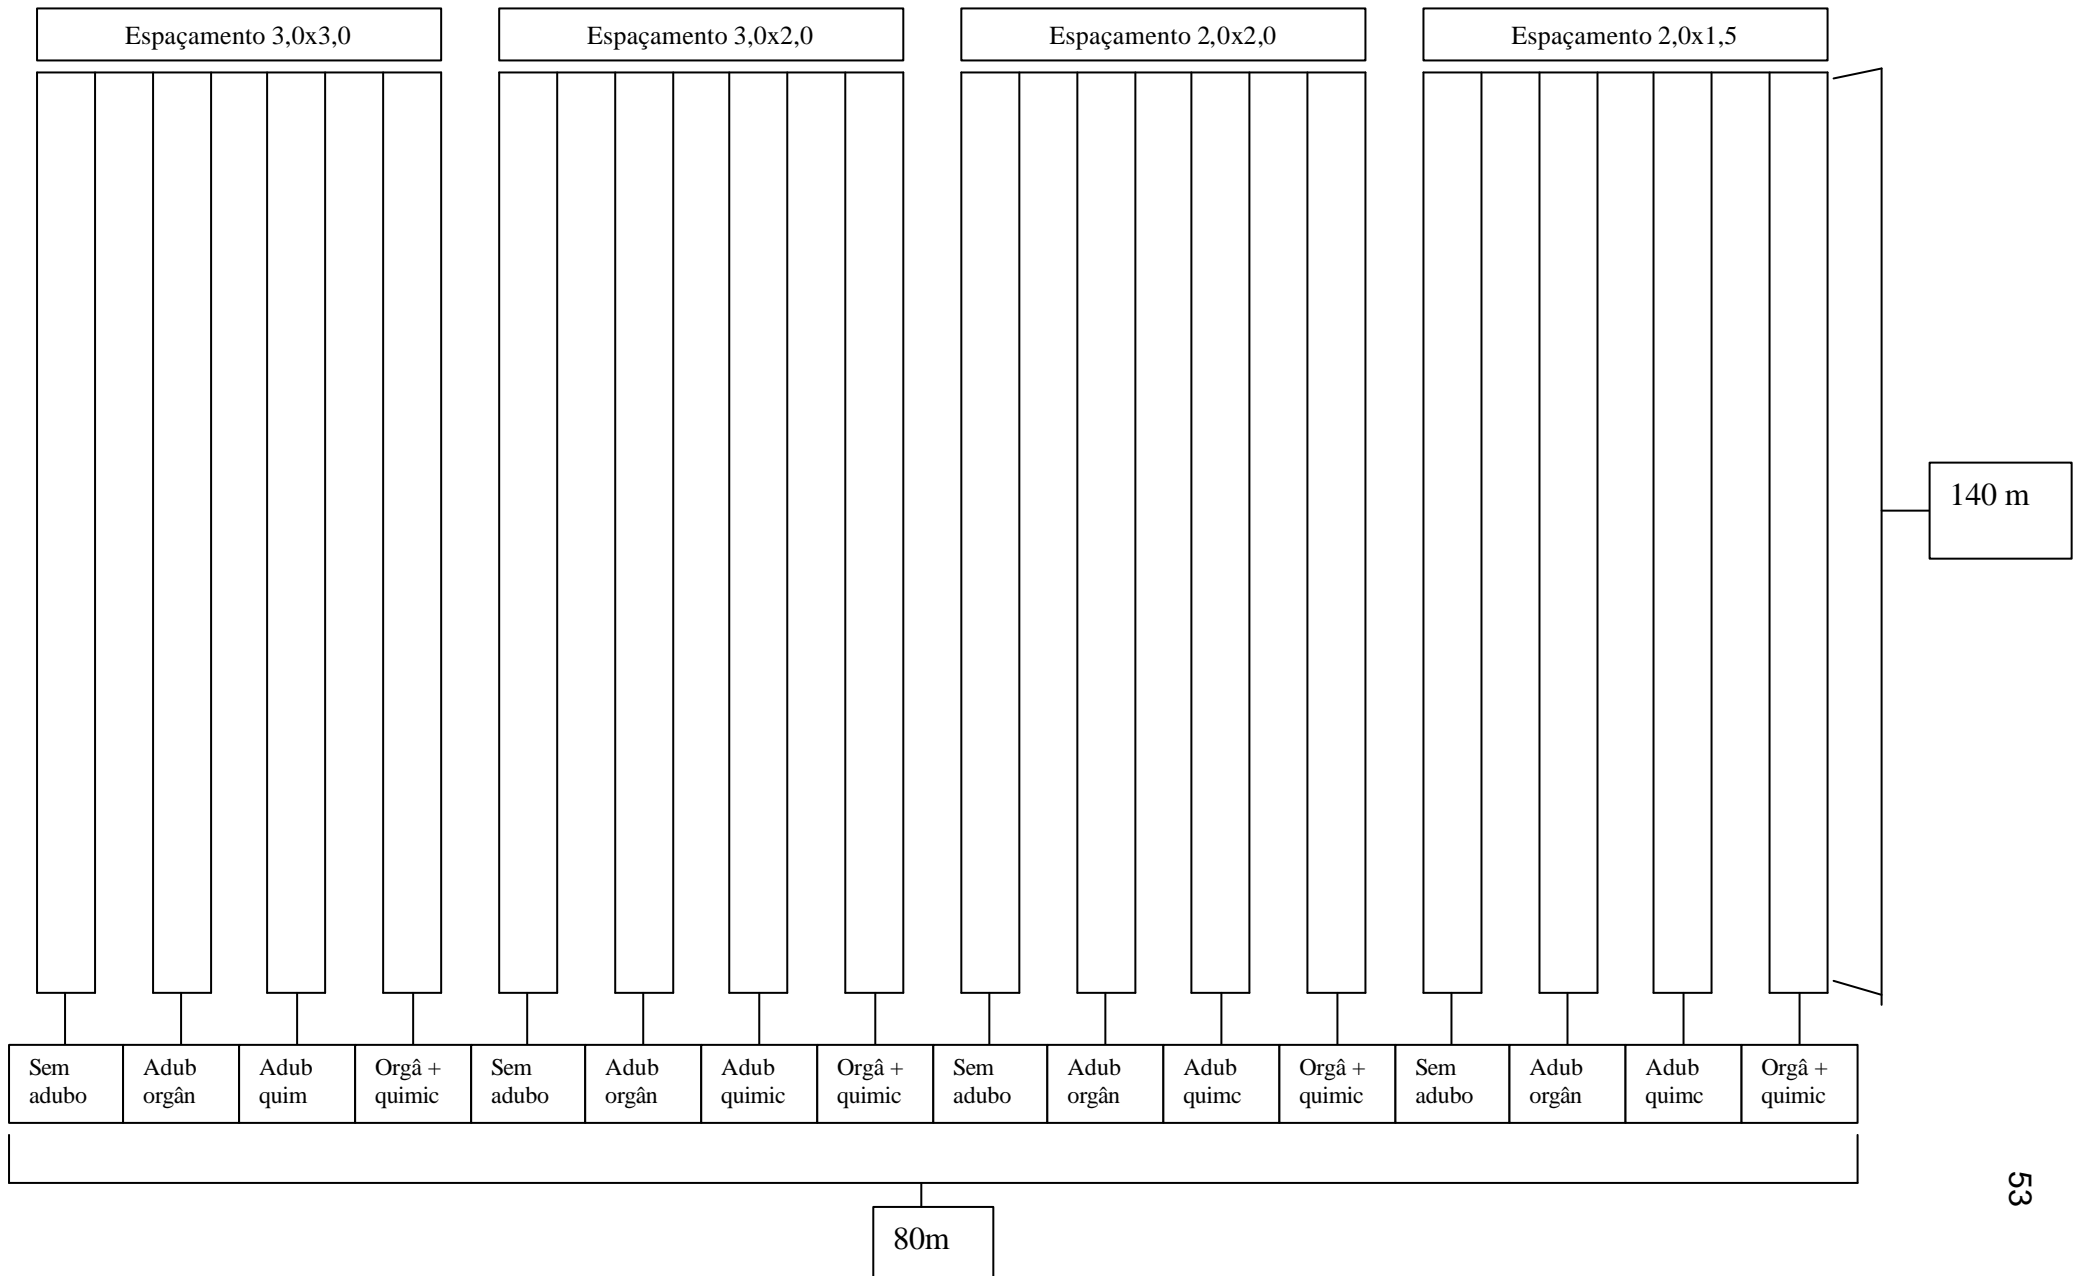 Espaçamento 3,0x3,0
Espaçamento 3,0x2,0
Espaçamento 2,0x2,0
Espaçamento 2,0x1,5
140 m
Sem
adubo
Adub
orgân
Adub
quim
Orgâ +
quimic
Sem
adubo
Adub
orgân
Adub
quimic
Orgâ +
quimic
Sem
adubo
Adub
orgân
Adub
quimc
Orgâ +
quimic
Sem
adubo
Adub
orgân
Adub
quimc
Orgâ +
quimic
53
80m